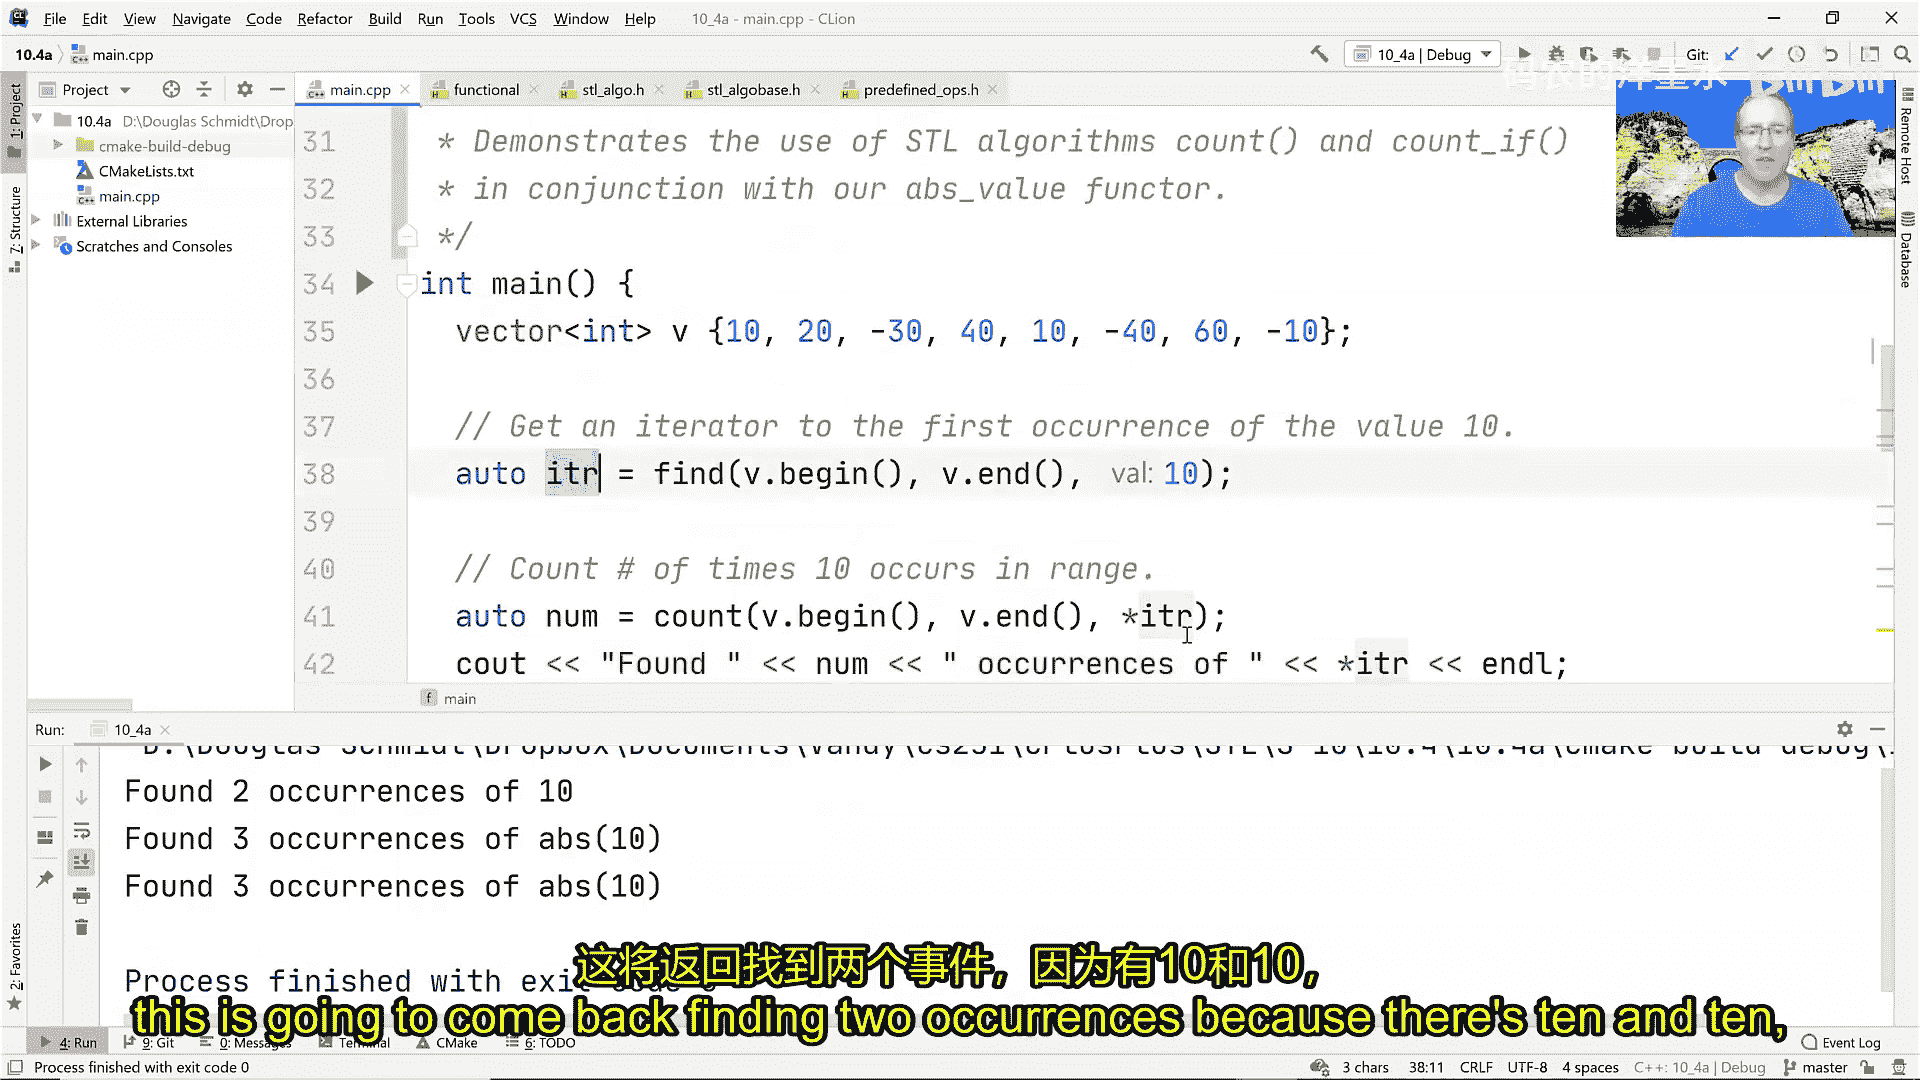 File Edit View Navigate Code Refactor Build Run Tools VCS Window Help 10_4a - main.cpp - CLion
10.4a main.cpp 10_4a | Debug Git:
Project main.cpp functional stl_algo.h stl_algobase.h predefined_ops.h
10.4a D:\Douglas Schmidt\Drop
cmake-build-debug
CMakeLists.txt
main.cpp
External Libraries
Scratches and Consoles
1: Project
7: Structure
2: Favorites
Remote Host
Database
31 * Demonstrates the use of STL algorithms count() and count_if()
32 * in conjunction with our abs_value functor.
33 */
34 int main() {
35 vector<int> v {10, 20, -30, 40, 10, -40, 60, -10};
36
37 // Get an iterator to the first occurrence of the value 10.
38 auto itr = find(v.begin(), v.end(), val: 10);
39
40 // Count # of times 10 occurs in range.
41 auto num = count(v.begin(), v.end(), *itr);
42 cout << "Found " << num << " occurrences of " << *itr << endl;
main
Run: 10_4a
Found 2 occurrences of 10
Found 3 occurrences of abs(10)
Found 3 occurrences of abs(10)
Process finished with exit
这将返回找到两个事件，因为有10和10，
this is going to come back finding two occurrences because there's ten and ten,
4: Run 9: Git 0: Messages Terminal CMake 6: TODO Event Log
Process finished with exit code 0 3 chars 38:11 CRLF UTF-8 4 spaces C++: 10_4a | Debug master